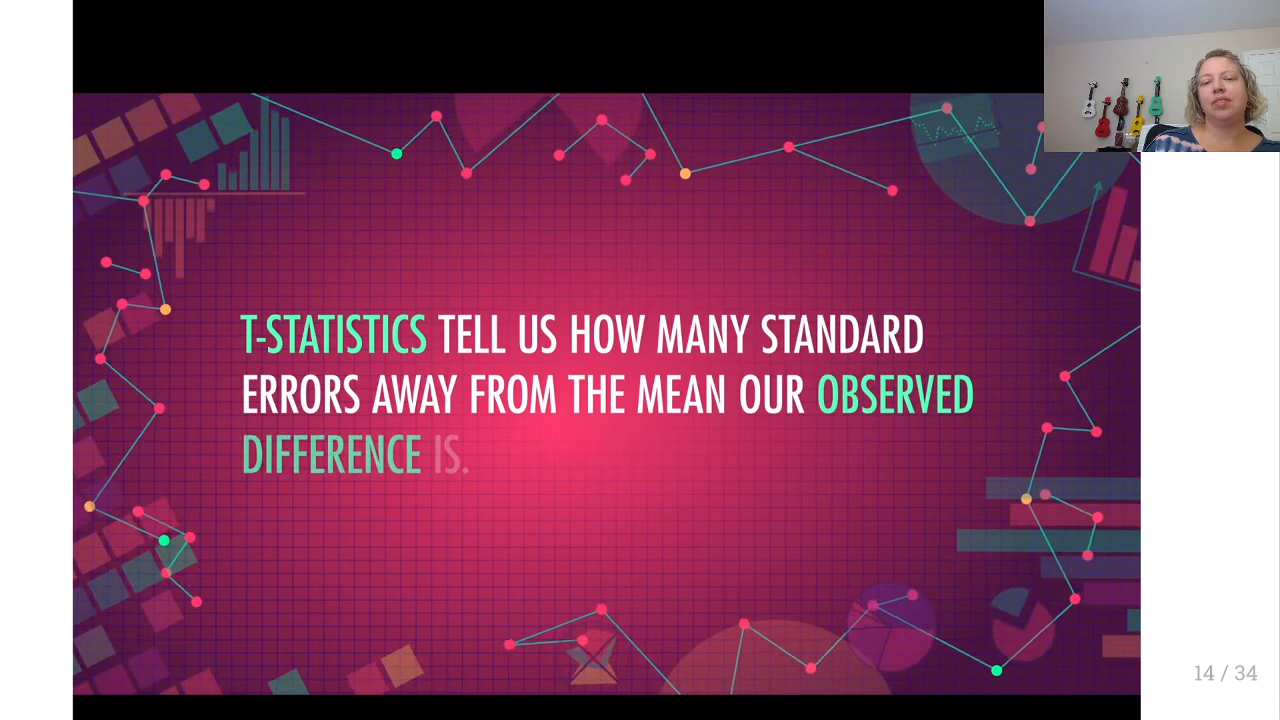 T-STATISTICS TELL US HOW MANY STANDARD
ERRORS AWAY FROM THE MEAN OUR OBSERVED
DIFFERENCE IS.
14 / 34